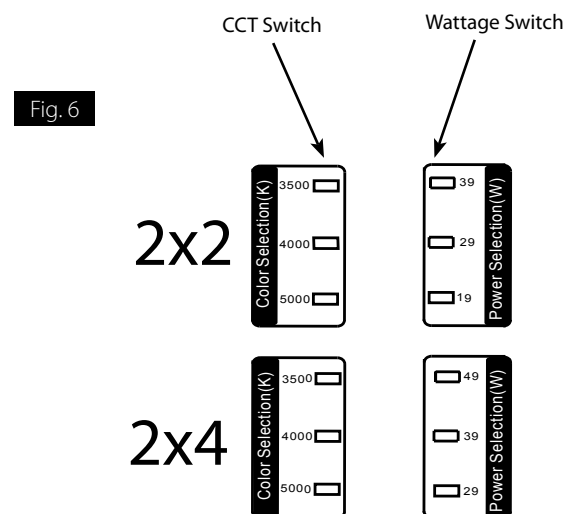 CCT Switch
Wattage Switch
Fig. 6
2x2
Color Selection(K)
3500
4000
5000
39
29
19
Power Selection(W)
2x4
Color Selection(K)
3500
4000
5000
49
39
29
Power Selection(W)